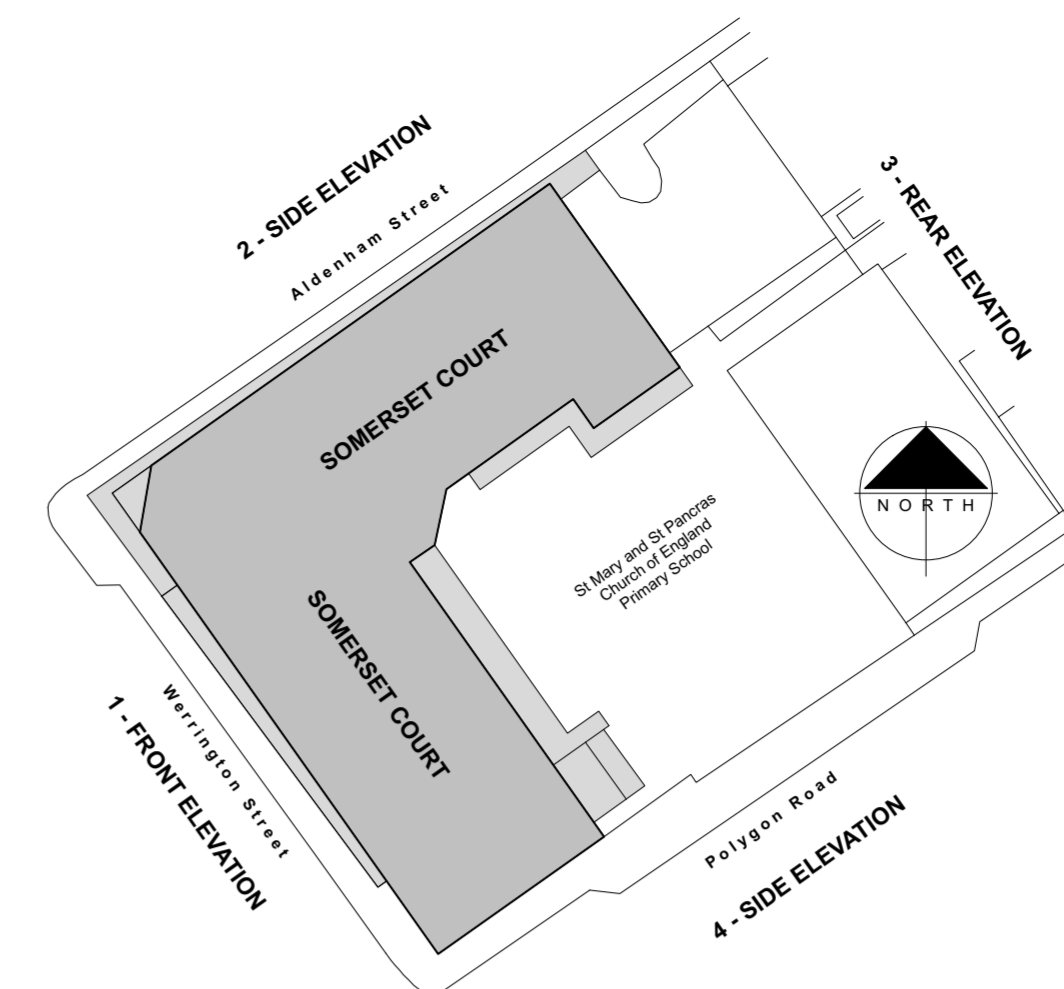 2 - SIDE ELEVATION
Aldenham Street
3 - REAR ELEVATION
SOMERSET COURT
NORTH
St Mary and St Pancras
Church of England
Primary School
SOMERSET COURT
Werrington Street
1 - FRONT ELEVATION
Polygon Road
4 - SIDE ELEVATION